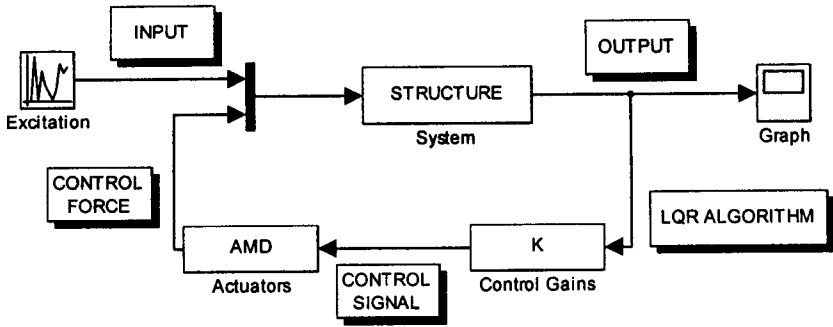 INPUT
OUTPUT
Excitation
STRUCTURE
System
Graph
CONTROL
FORCE
LQR ALGORITHM
AMD
Actuators
K
Control Gains
CONTROL
SIGNAL